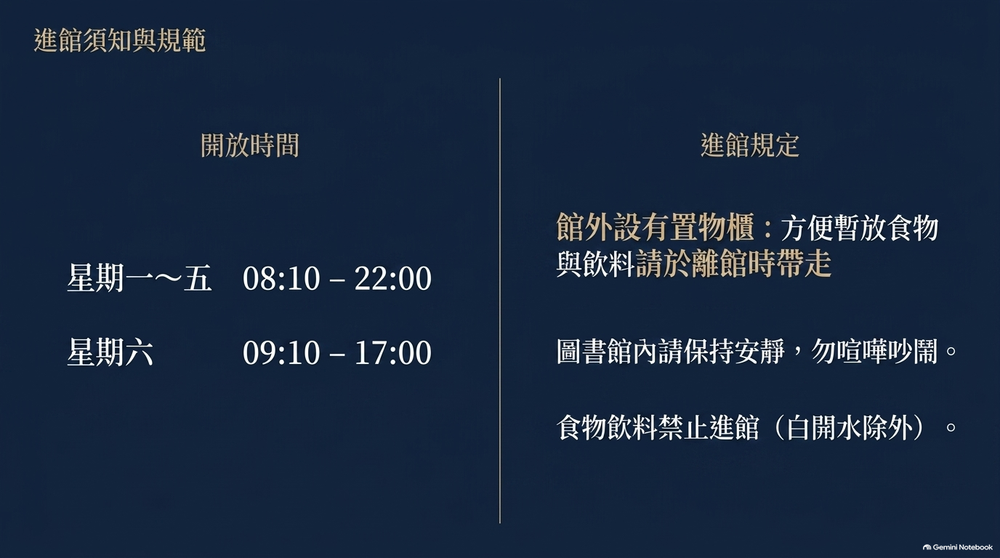 進館須知與規範
開放時間
星期一～五 08:10 – 22:00
星期六 09:10 – 17:00
進館規定
館外設有置物櫃：方便暫放食物
與飲料請於離館時帶走
圖書館內請保持安靜，勿喧嘩吵鬧。
食物飲料禁止進館（白開水除外）。
Gemini Notebook